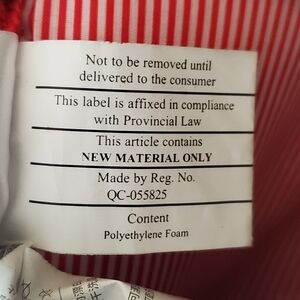 Not to be removed until
delivered to the consumer
This label is affixed in compliance
with Provincial Law
This article contains
NEW MATERIAL ONLY
Made by Reg. No.
QC-055825
Content
Polyethylene Foam